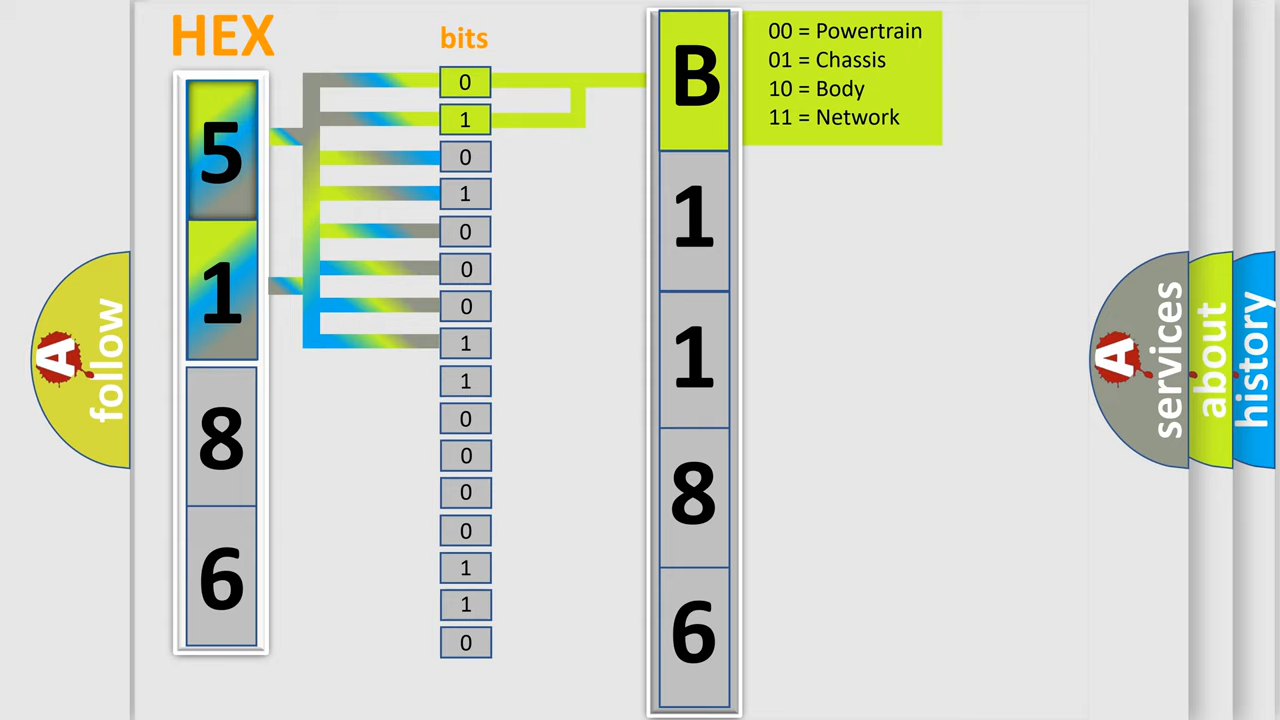 HEX
bits
5
1
8
6
0
1
0
1
0
0
0
1
1
0
0
0
0
1
1
0
B
1
1
8
6
00 = Powertrain
01 = Chassis
10 = Body
11 = Network
A
follow
A
services
about
history